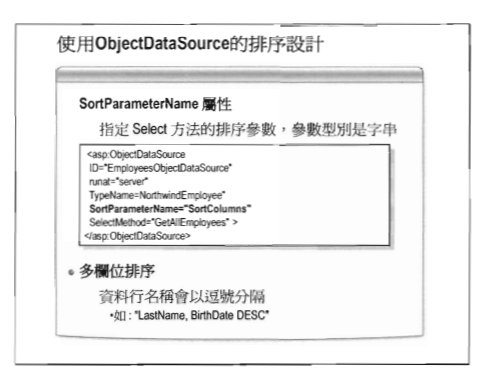 使用ObjectDataSource的排序設計
SortParameterName 屬性
指定 Select 方法的排序參數，參數型別是字串
<asp:ObjectDataSource
ID="EmployeesObjectDataSource"
runat="server"
TypeName=NorthwindEmployee"
SortParameterName="SortColumns"
SelectMethod="GetAllEmployees" >
</asp:ObjectDataSource>
• 多欄位排序
資料行名稱會以逗號分隔
•如 : "LastName, BirthDate DESC"